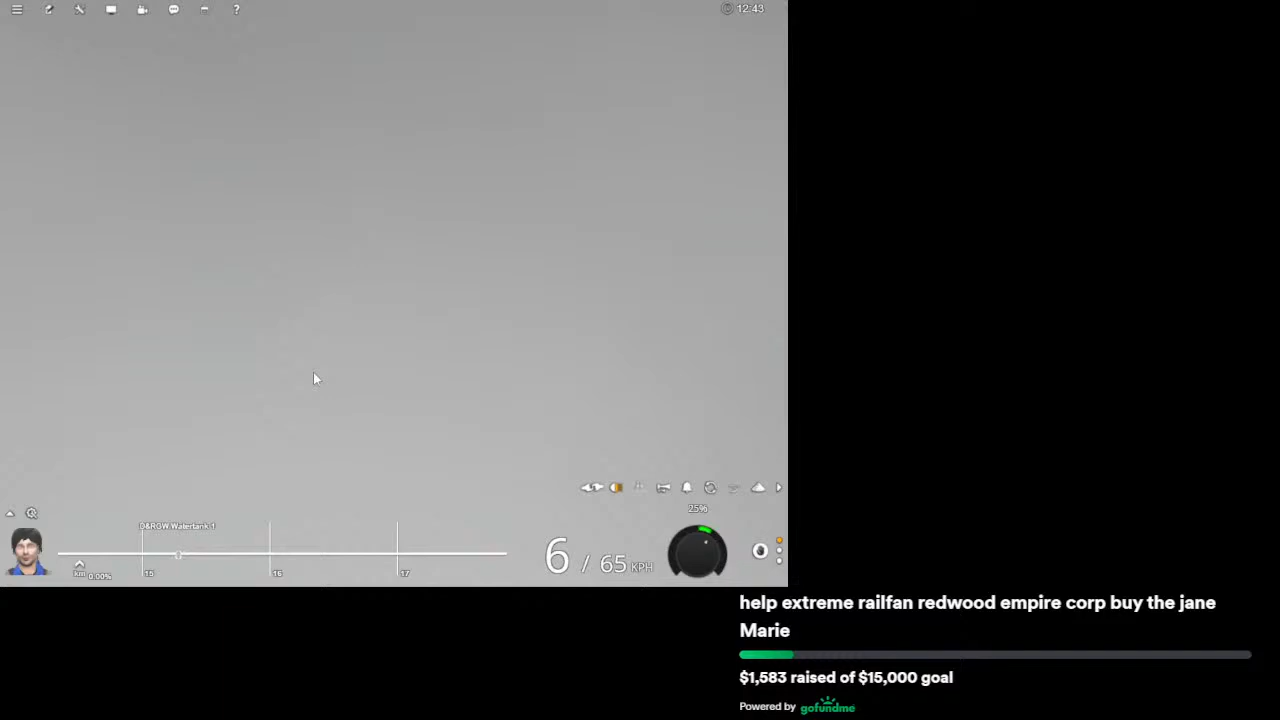 12:43
25%
D&RGW Watertank 1
6 / 65 KPH
km 0.00% 15 16 17
help extreme railfan redwood empire corp buy the jane
Marie
$1,583 raised of $15,000 goal
Powered by gofundme